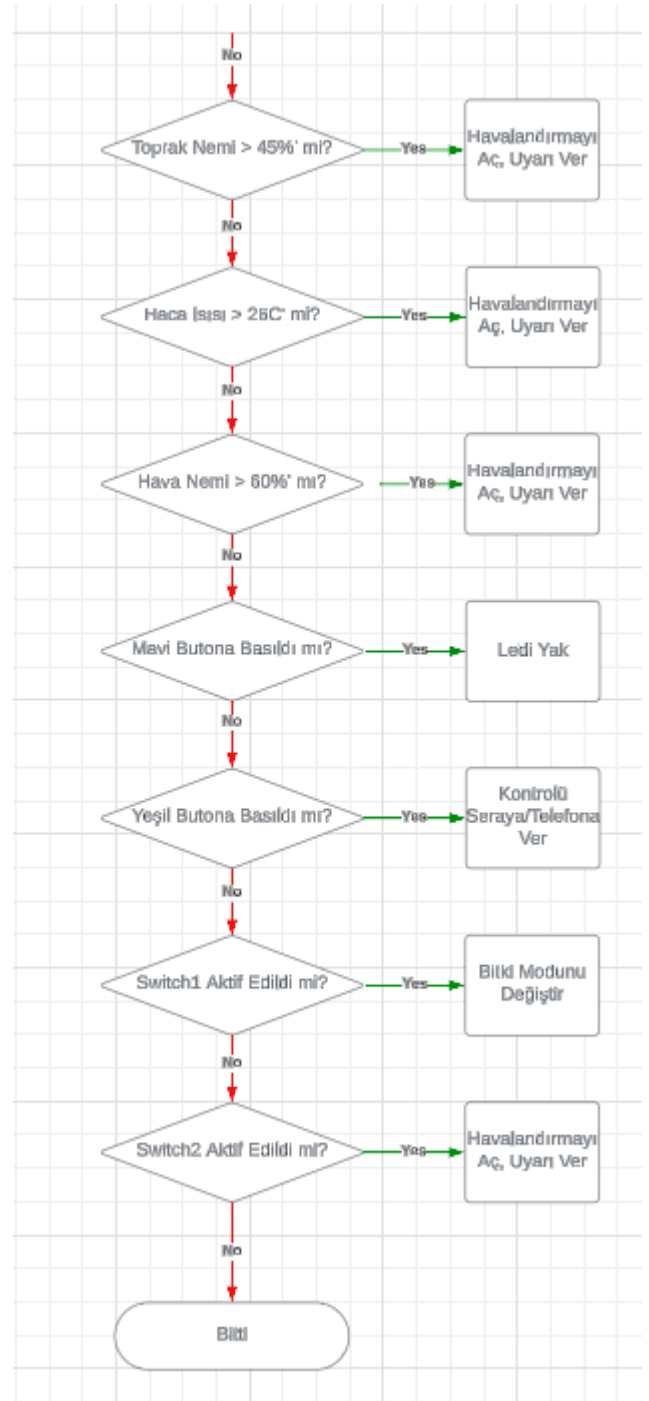 No
Toprak Nemi > 45%' mi?
Yes
Havalandırmayı
Aç, Uyarı Ver
No
Haca Isısı > 26C' mi?
Yes
Havalandırmayı
Aç, Uyarı Ver
No
Hava Nemi > 60%' mı?
Yes
Havalandırmayı
Aç, Uyarı Ver
No
Mavi Butona Basıldı mı?
Yes
Ledi Yak
No
Yeşil Butona Basıldı mı?
Yes
Kontrolü
Seraya/Telefona
Ver
No
Switch1 Aktif Edildi mi?
Yes
Bitki Modunu
Değiştir
No
Switch2 Aktif Edildi mi?
Yes
Havalandırmayı
Aç, Uyarı Ver
No
Bitti